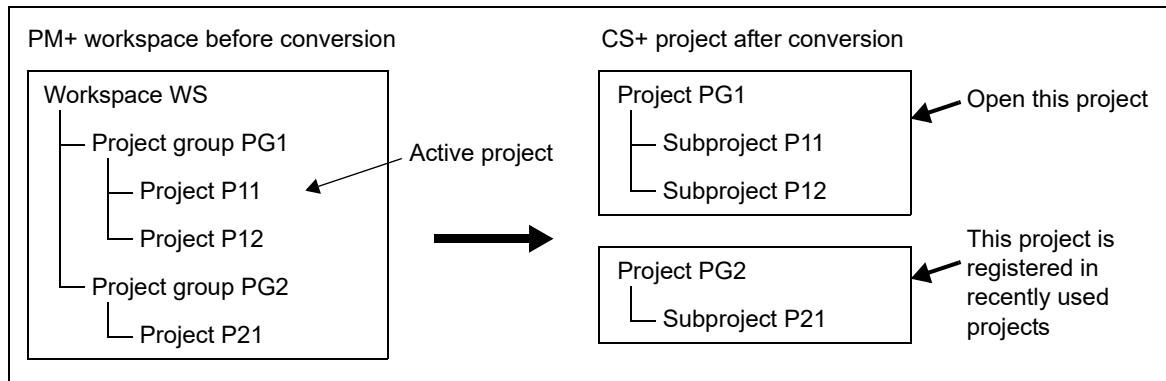 PM+ workspace before conversion
Workspace WS
Project group PG1
Project P11
Project P12
Project group PG2
Project P21
Active project
CS+ project after conversion
Project PG1
Subproject P11
Subproject P12
Open this project
Project PG2
Subproject P21
This project is
registered in
recently used
projects